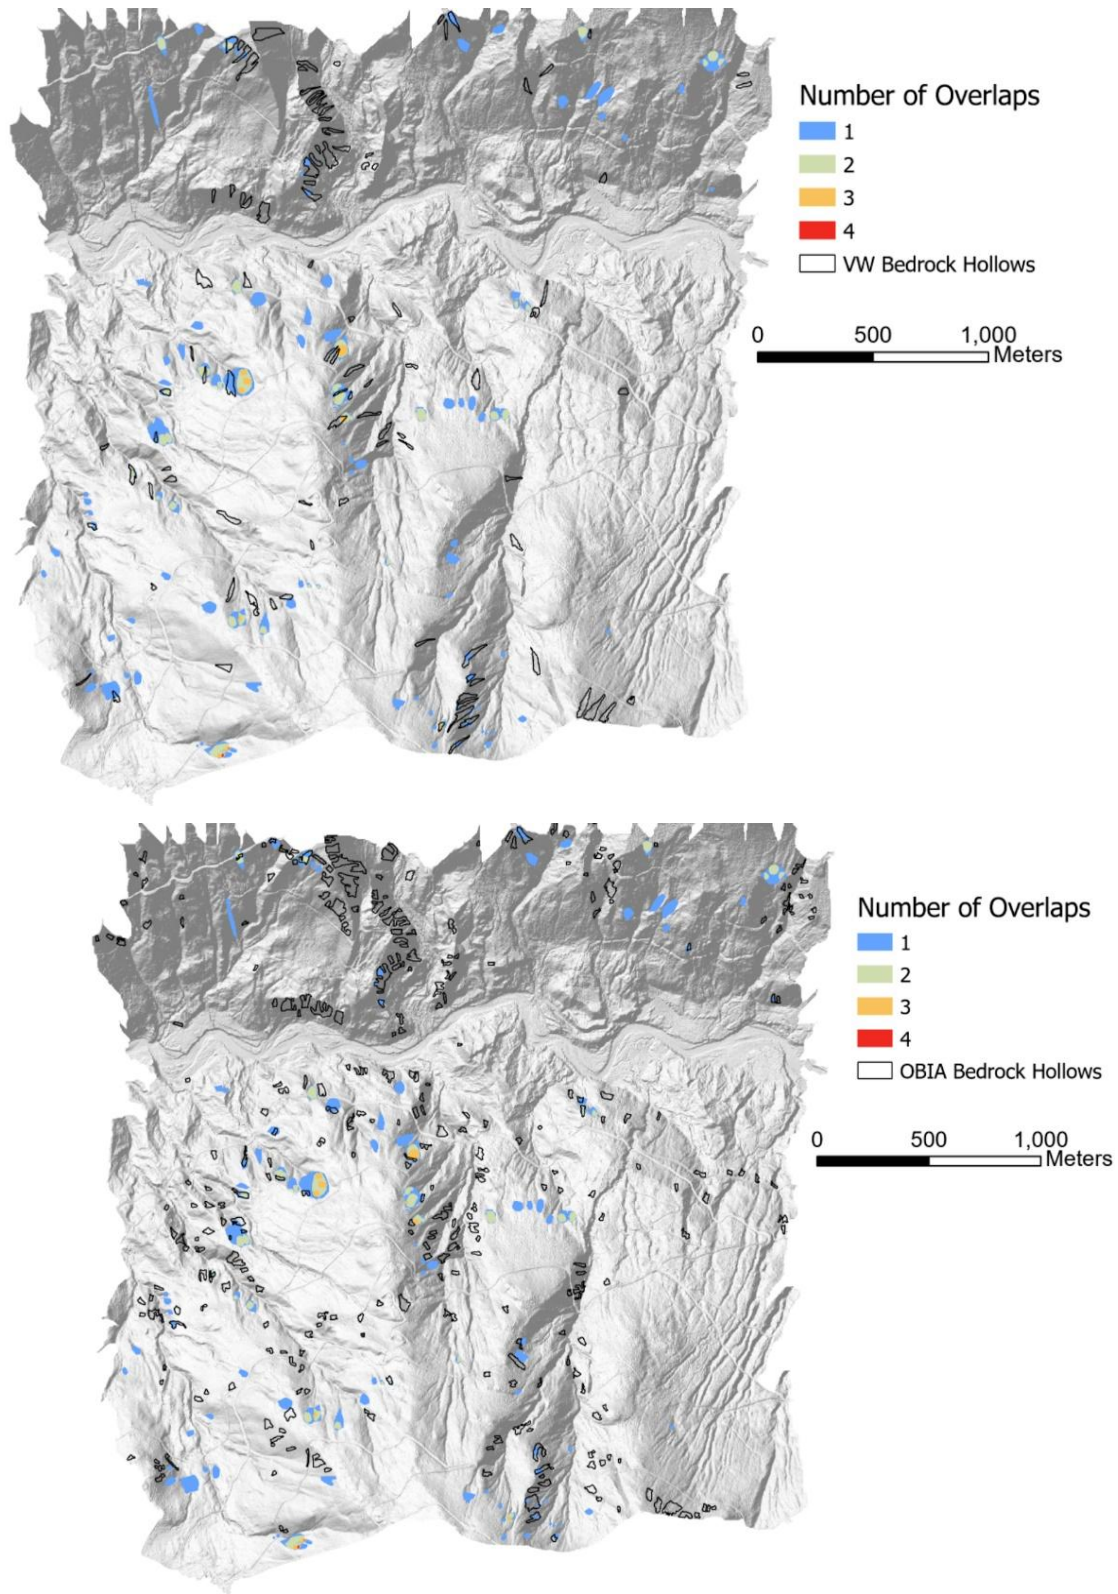 Number of Overlaps
1
2
3
4
VW Bedrock Hollows
0 500 1,000
Meters
Number of Overlaps
1
2
3
4
OBIA Bedrock Hollows
0 500 1,000
Meters